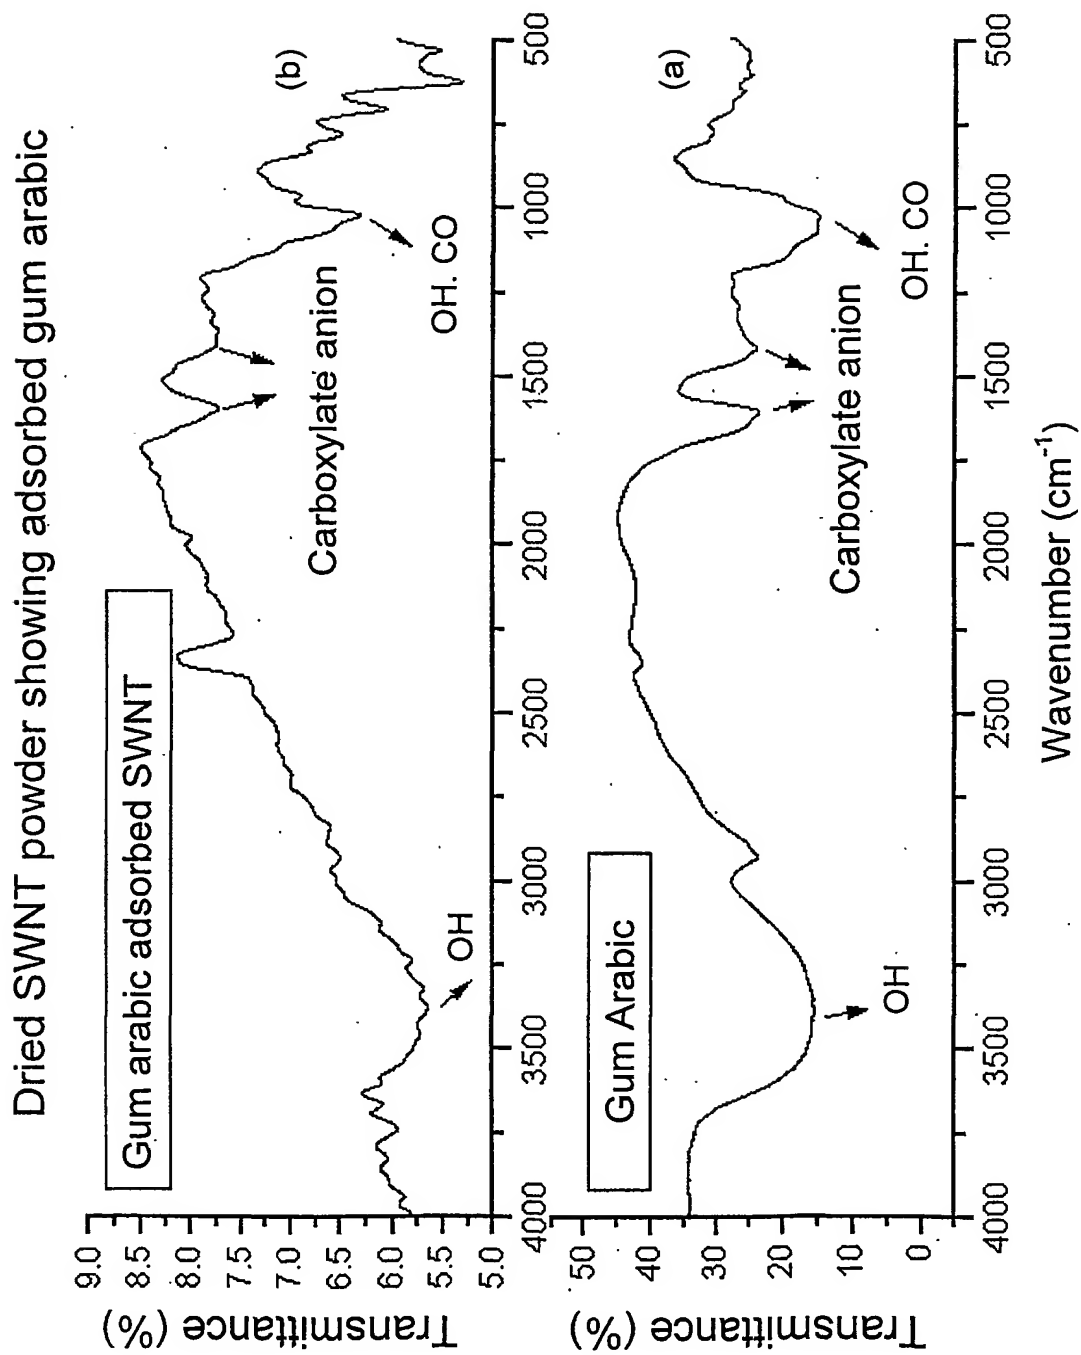 Dried SWNT powder showing adsorbed gum arabic
Gum arabic adsorbed SWNT
(b)
Transmittance (%)
9.0
8.5
8.0
7.5
7.0
6.5
6.0
5.5
5.0
OH
Carboxylate anion
OH. CO
4000 3500 3000 2500 2000 1500 1000 500
Gum Arabic
(a)
Transmittance (%)
50
40
30
20
10
0
OH
Carboxylate anion
OH. CO
4000 3500 3000 2500 2000 1500 1000 500
Wavenumber (cm⁻¹)